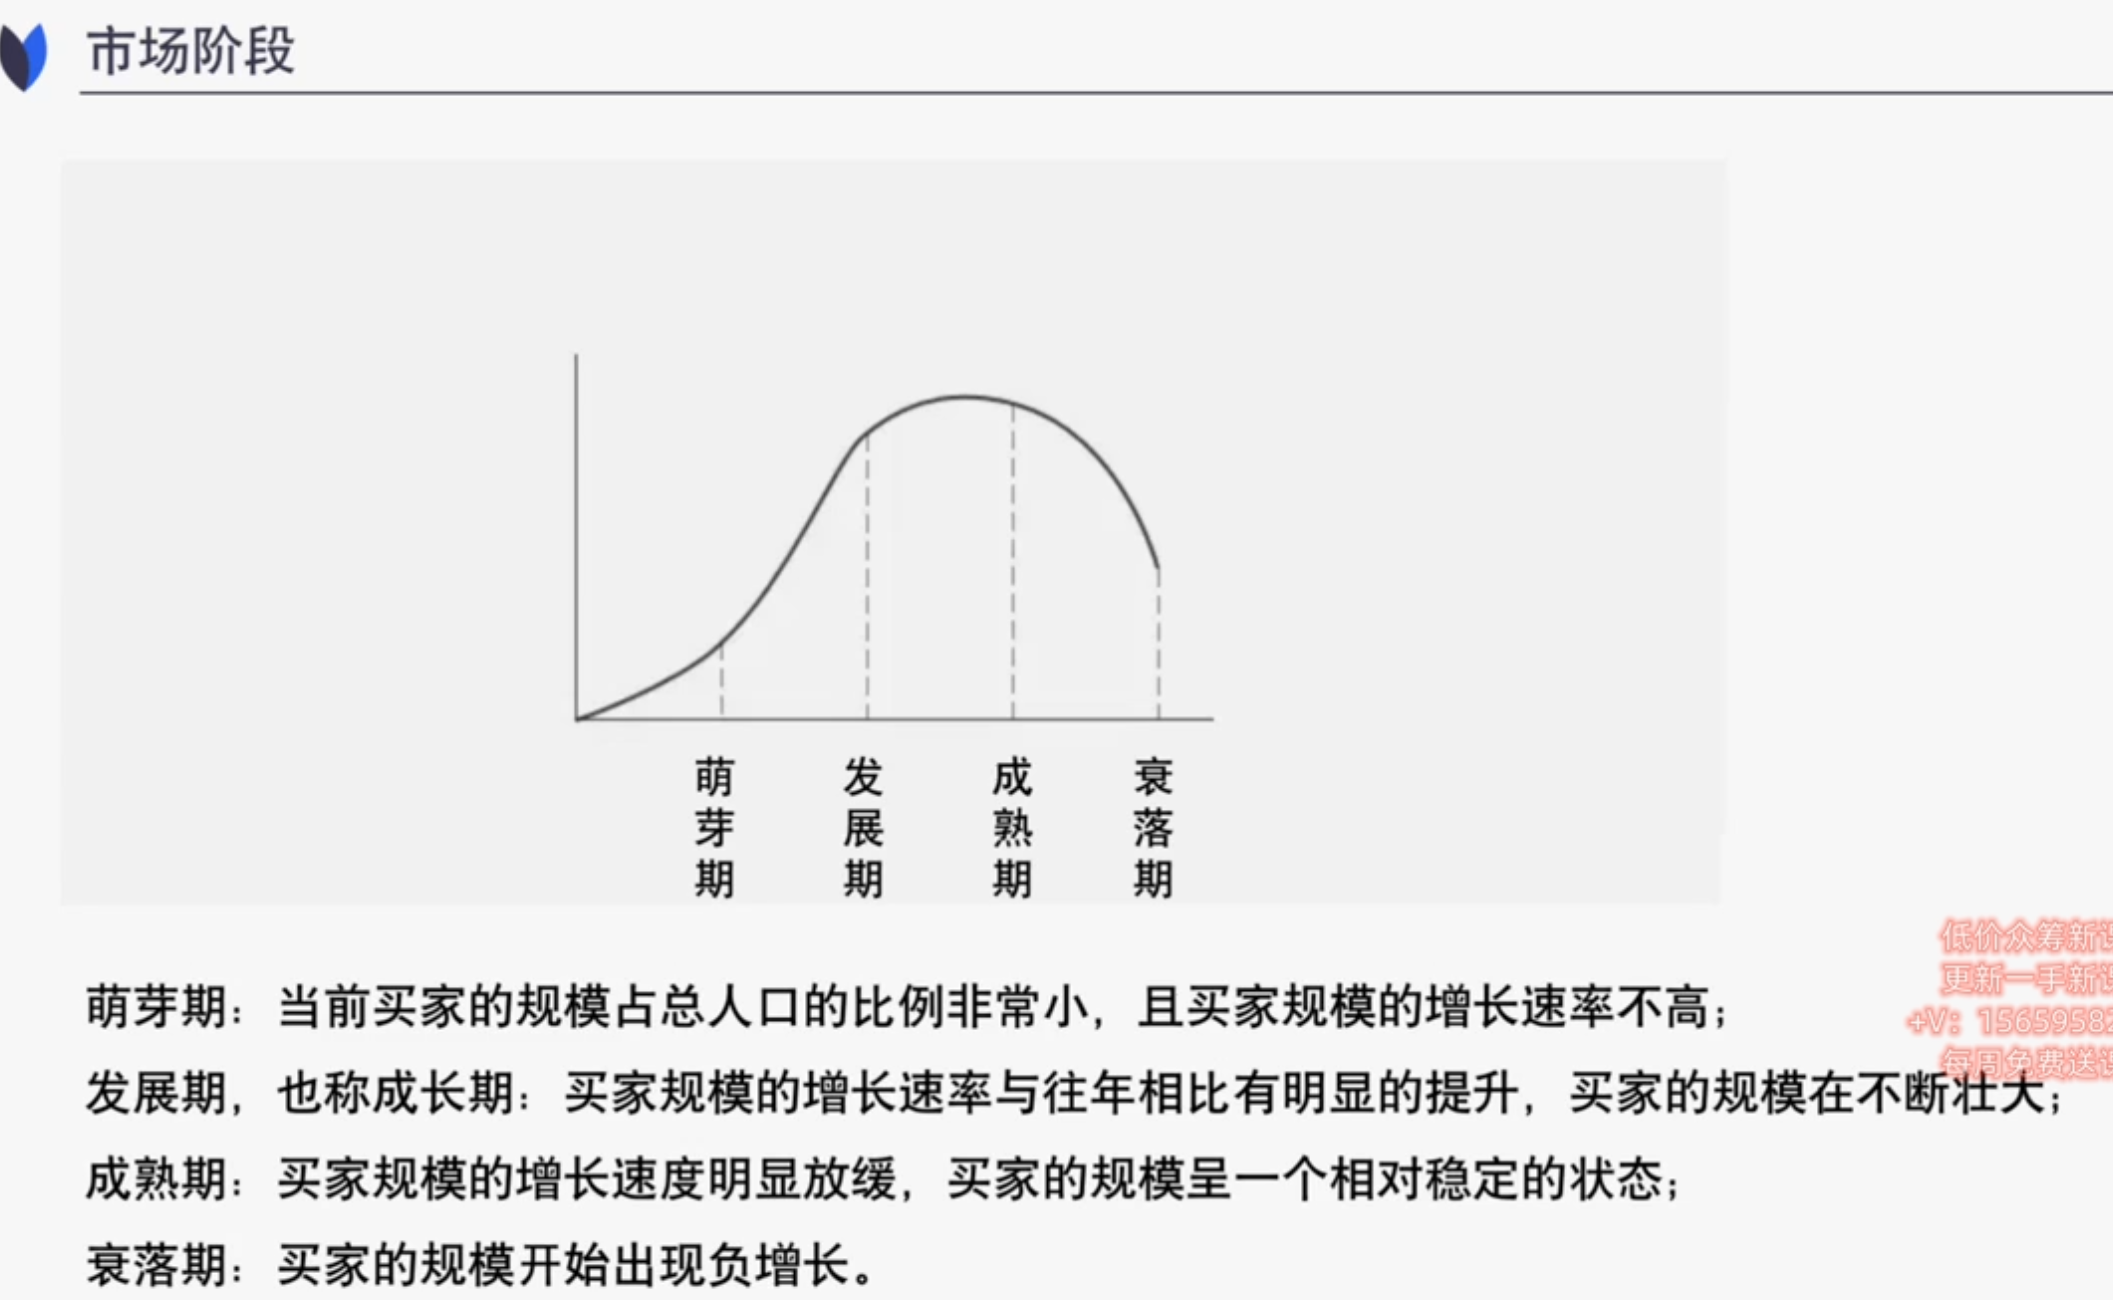 市场阶段
萌芽期
发展期
成熟期
衰落期
萌芽期：当前买家的规模占总人口的比例非常小，且买家规模的增长速率不高；
发展期，也称成长期：买家规模的增长速率与往年相比有明显的提升，买家的规模在不断壮大；
成熟期：买家规模的增长速度明显放缓，买家的规模呈一个相对稳定的状态；
衰落期：买家的规模开始出现负增长。
低价众筹新
更新一手新
+V：15659582
每周免费送